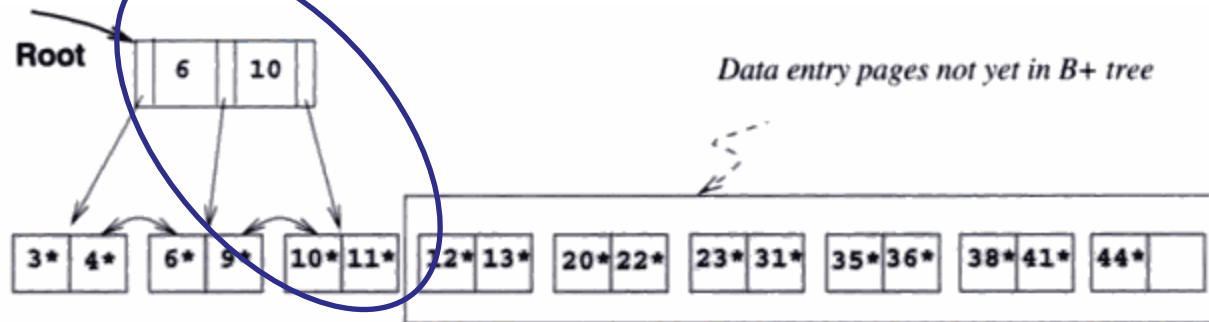 Root
6 10
Data entry pages not yet in B+ tree
3* 4* 6* 9* 10* 11* 12* 13* 20* 22* 23* 31* 35* 36* 38* 41* 44*